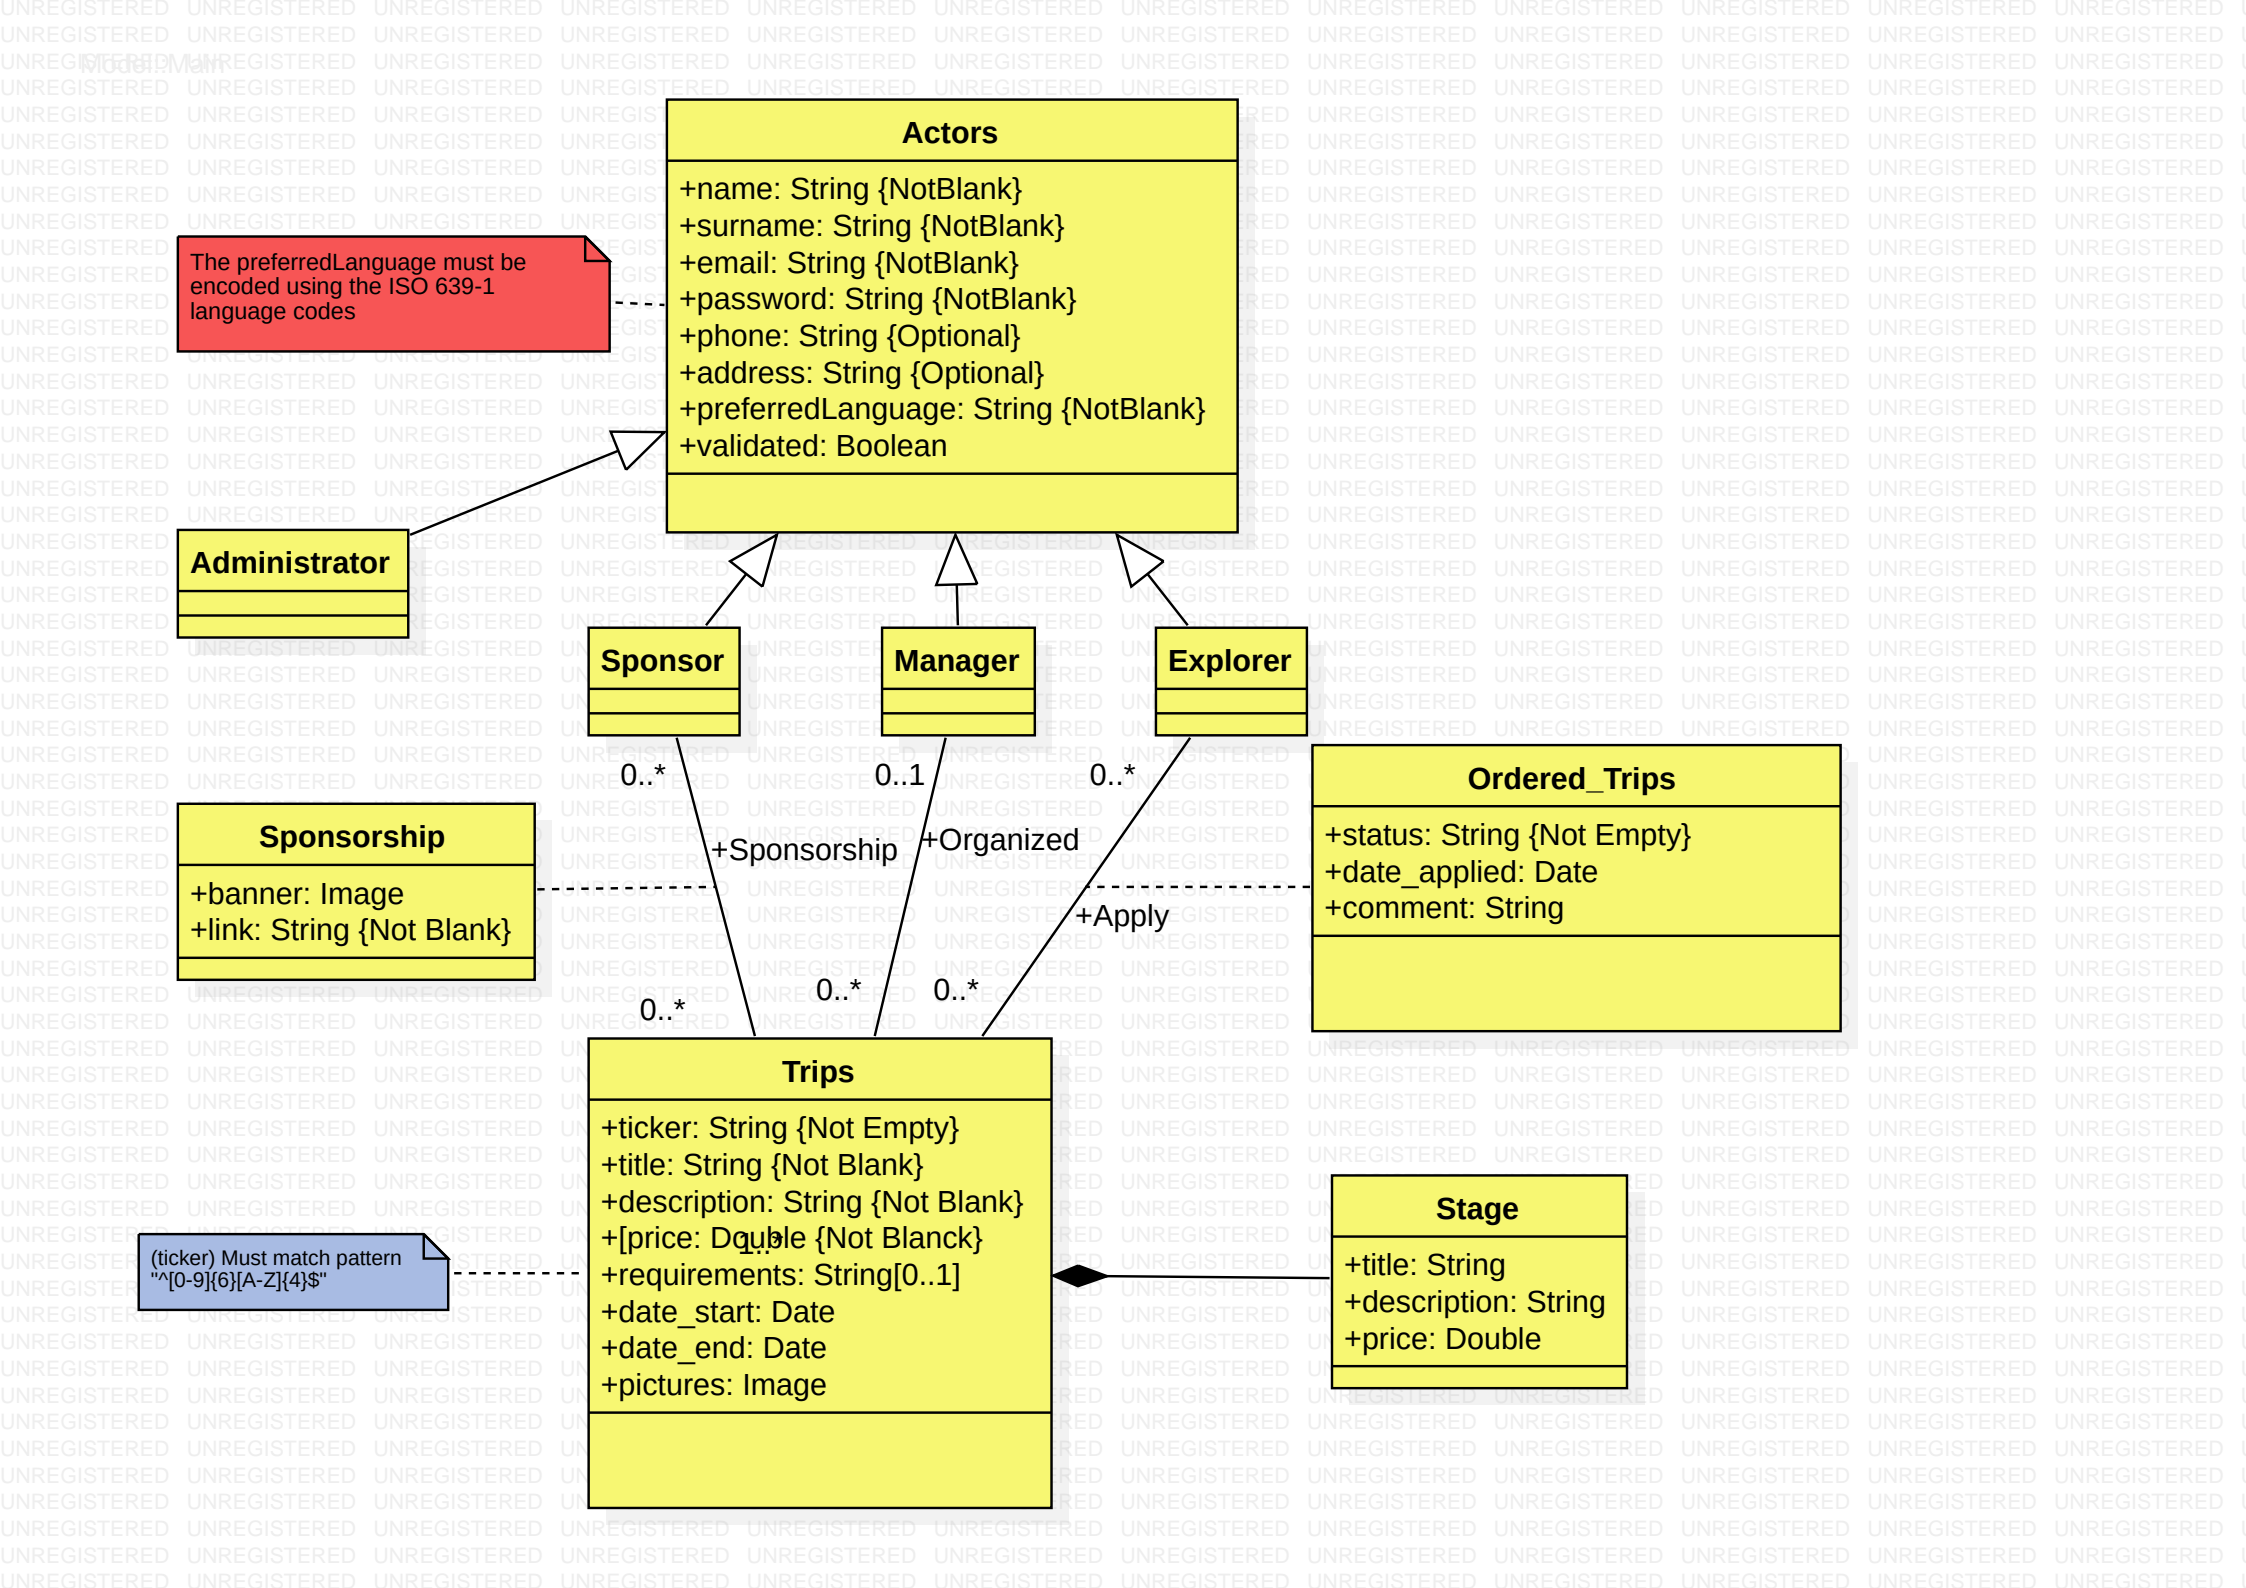 Model::Main
Actors
+name: String {NotBlank}
+surname: String {NotBlank}
+email: String {NotBlank}
+password: String {NotBlank}
+phone: String {Optional}
+address: String {Optional}
+preferredLanguage: String {NotBlank}
+validated: Boolean
The preferredLanguage must be
encoded using the ISO 639-1
language codes
Administrator
Sponsor
Manager
Explorer
0..*
0..1
0..*
Ordered_Trips
+status: String {Not Empty}
+date_applied: Date
+comment: String
Sponsorship
+banner: Image
+link: String {Not Blank}
+Sponsorship
+Organized
+Apply
0..*
0..*
0..*
Trips
+ticker: String {Not Empty}
+title: String {Not Blank}
+description: String {Not Blank}
+[price: Double {Not Blanck}
1..*
+requirements: String[0..1]
+date_start: Date
+date_end: Date
+pictures: Image
(ticker) Must match pattern
"^[0-9]{6}[A-Z]{4}$"
Stage
+title: String
+description: String
+price: Double
UNREGISTERED